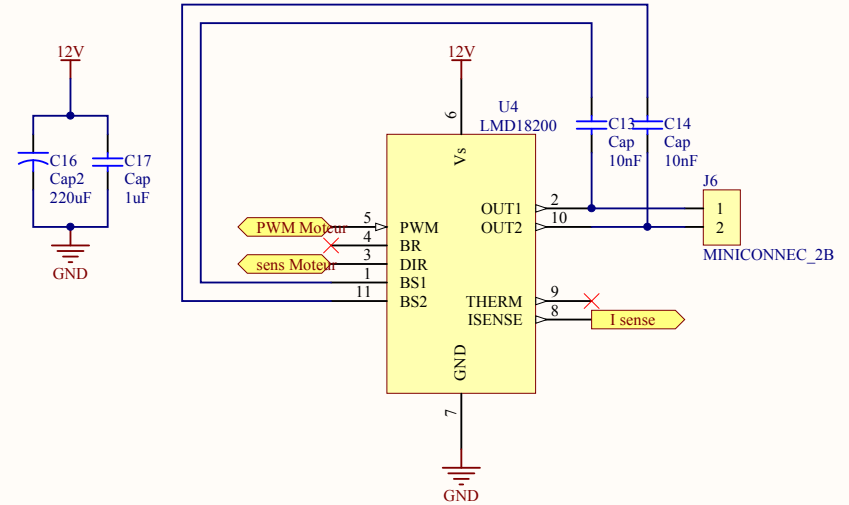 12V
C16
Cap2
220uF
C17
Cap
1uF
GND
12V
6
U4
LMD18200
Vs
C13
Cap
10nF
C14
Cap
10nF
J6
1
2
MINICONNEC_2B
PWM Moteur
5
PWM
4
BR
sens Moteur
3
DIR
1
BS1
11
BS2
OUT1
2
OUT2
10
THERM
9
ISENSE
8
I sense
GND
7
GND